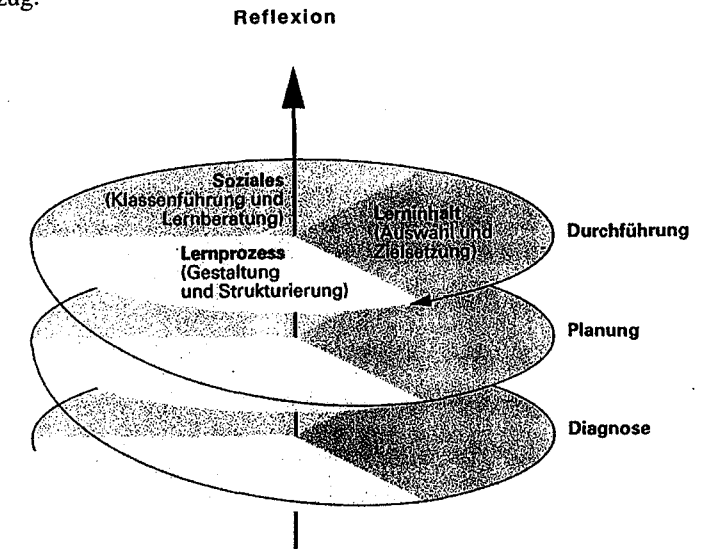 zug.
Reflexion
Soziales
(Klassenführung und
Lernberatung)
Lerninhalt
(Auswahl und
Zielsetzung)
Durchführung
Lernprozess
(Gestaltung
und Strukturierung)
Planung
Diagnose